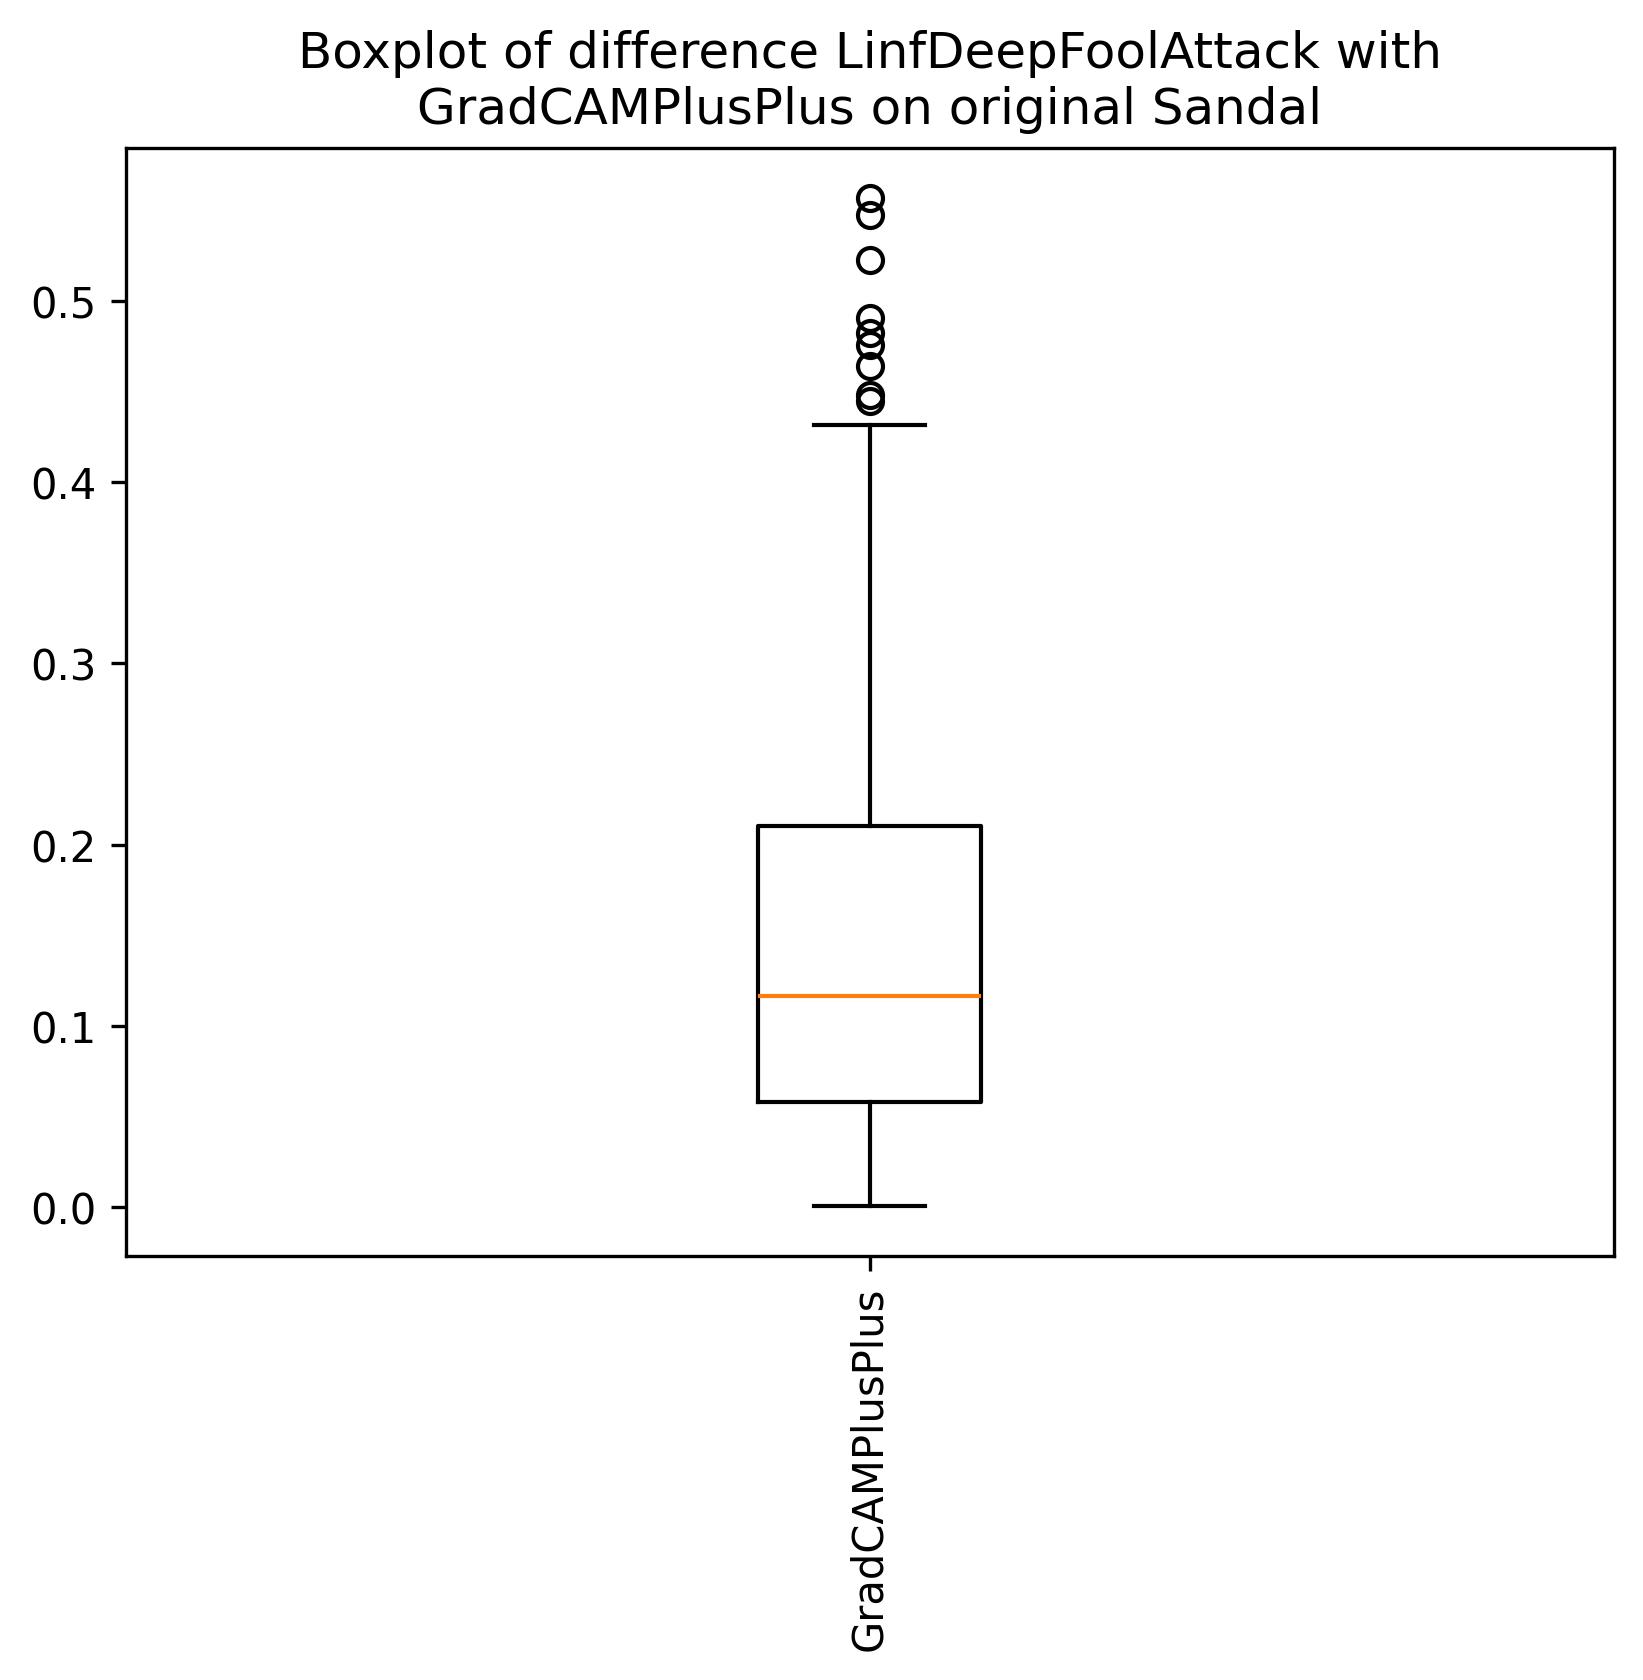 Boxplot of difference LinfDeepFoolAttack with
GradCAMPlusPlus on original Sandal
0.5
0.4
0.3
0.2
0.1
0.0
GradCAMPlusPlus